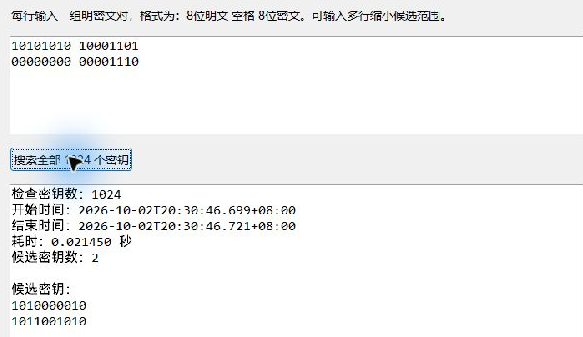 每行输入一组明密文对，格式为：8位明文 空格 8位密文。可输入多行缩小候选范围。
10101010 10001101
00000000 00001110
搜索全部 1024 个密钥
检查密钥数：1024
开始时间：2026-10-02T20:30:46.699+08:00
结束时间：2026-10-02T20:30:46.721+08:00
耗时：0.021450 秒
候选密钥数：2
候选密钥：
1010000010
1011001010